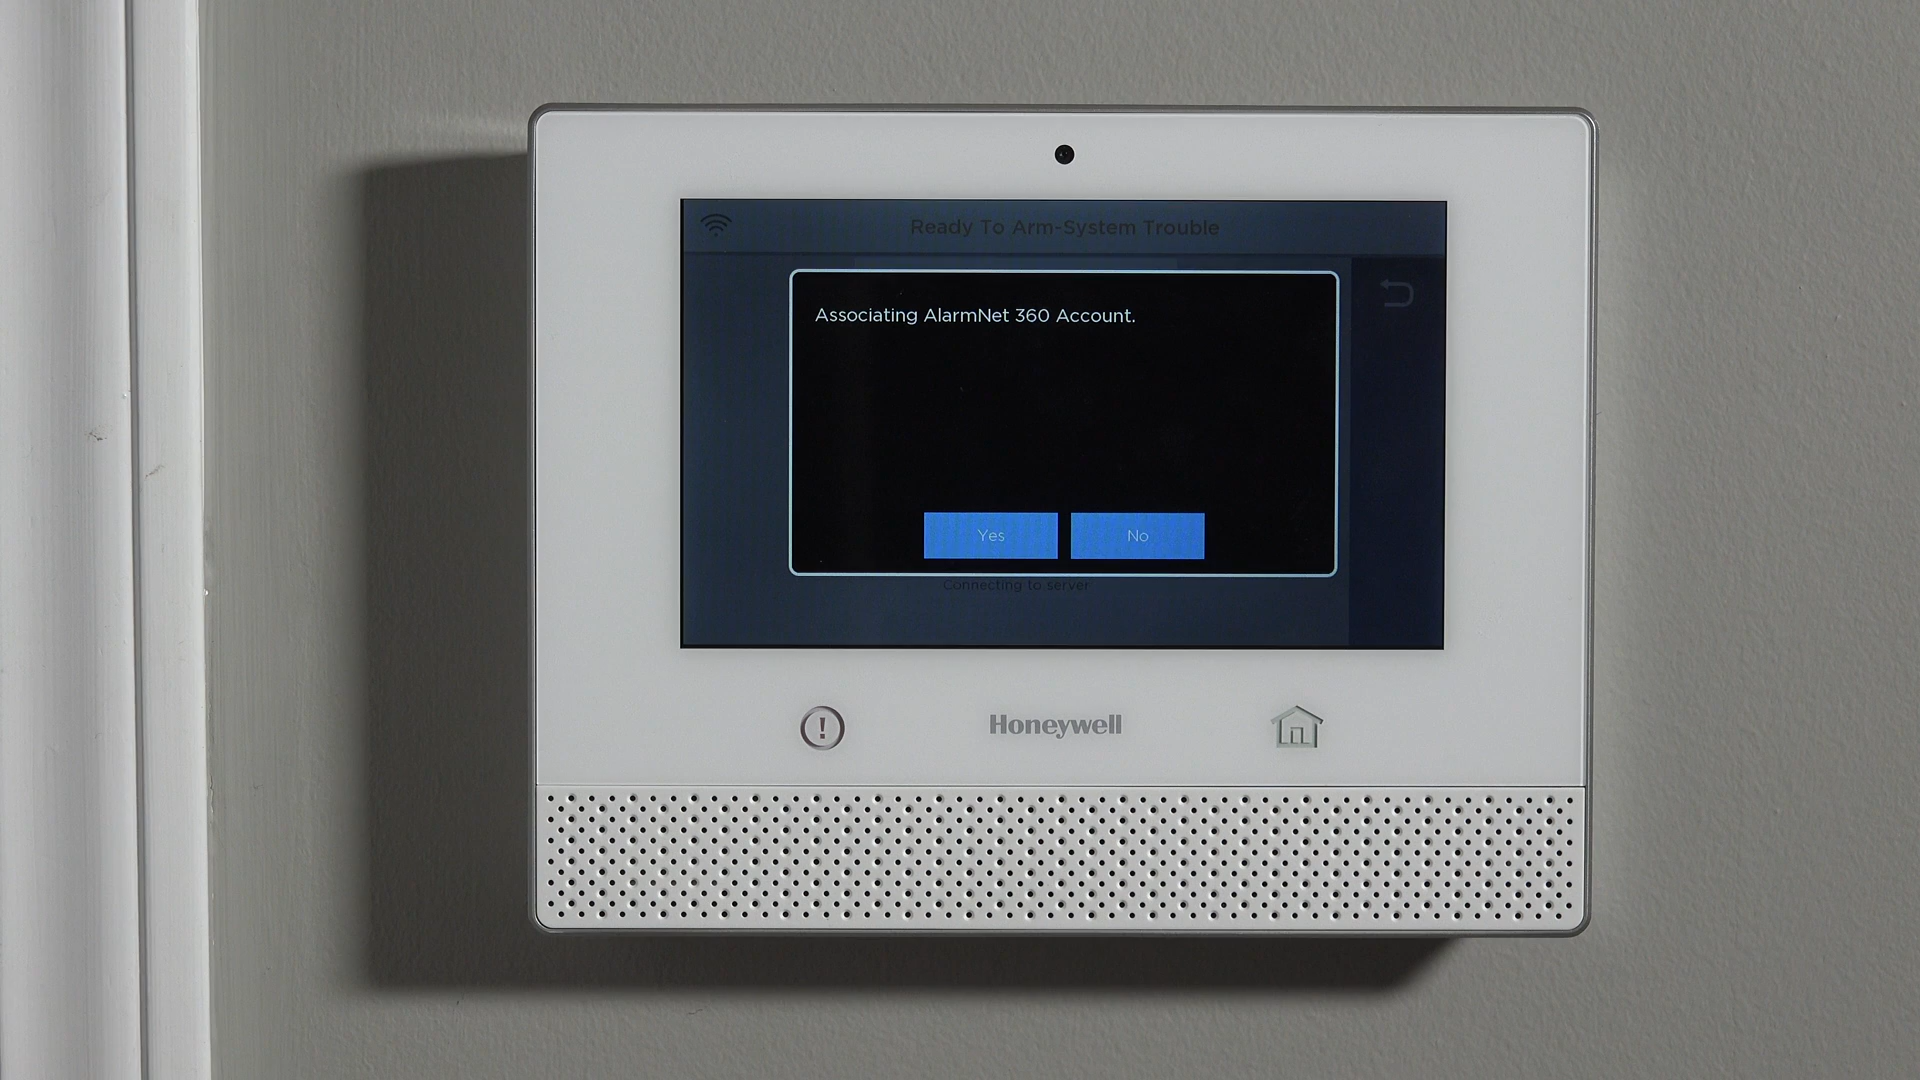 Ready To Arm-System Trouble
Associating AlarmNet 360 Account.
Yes
No
Connecting to server
Honeywell